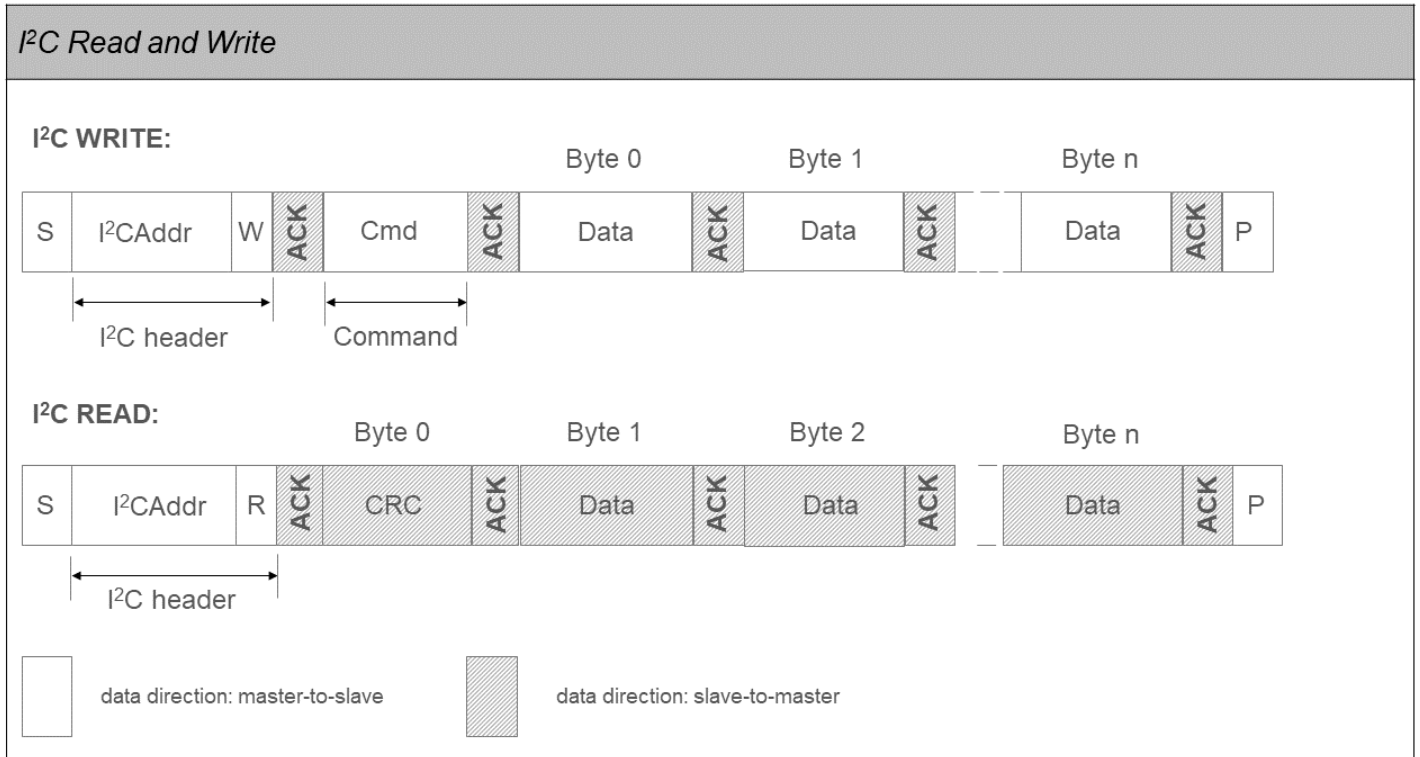 I²C Read and Write
I²C WRITE:
Byte 0 Byte 1 Byte n
S I²CAddr W ACK Cmd ACK Data ACK Data ACK Data ACK P
I²C header Command
I²C READ:
Byte 0 Byte 1 Byte 2 Byte n
S I²CAddr R ACK CRC ACK Data ACK Data ACK Data ACK P
I²C header
data direction: master-to-slave data direction: slave-to-master